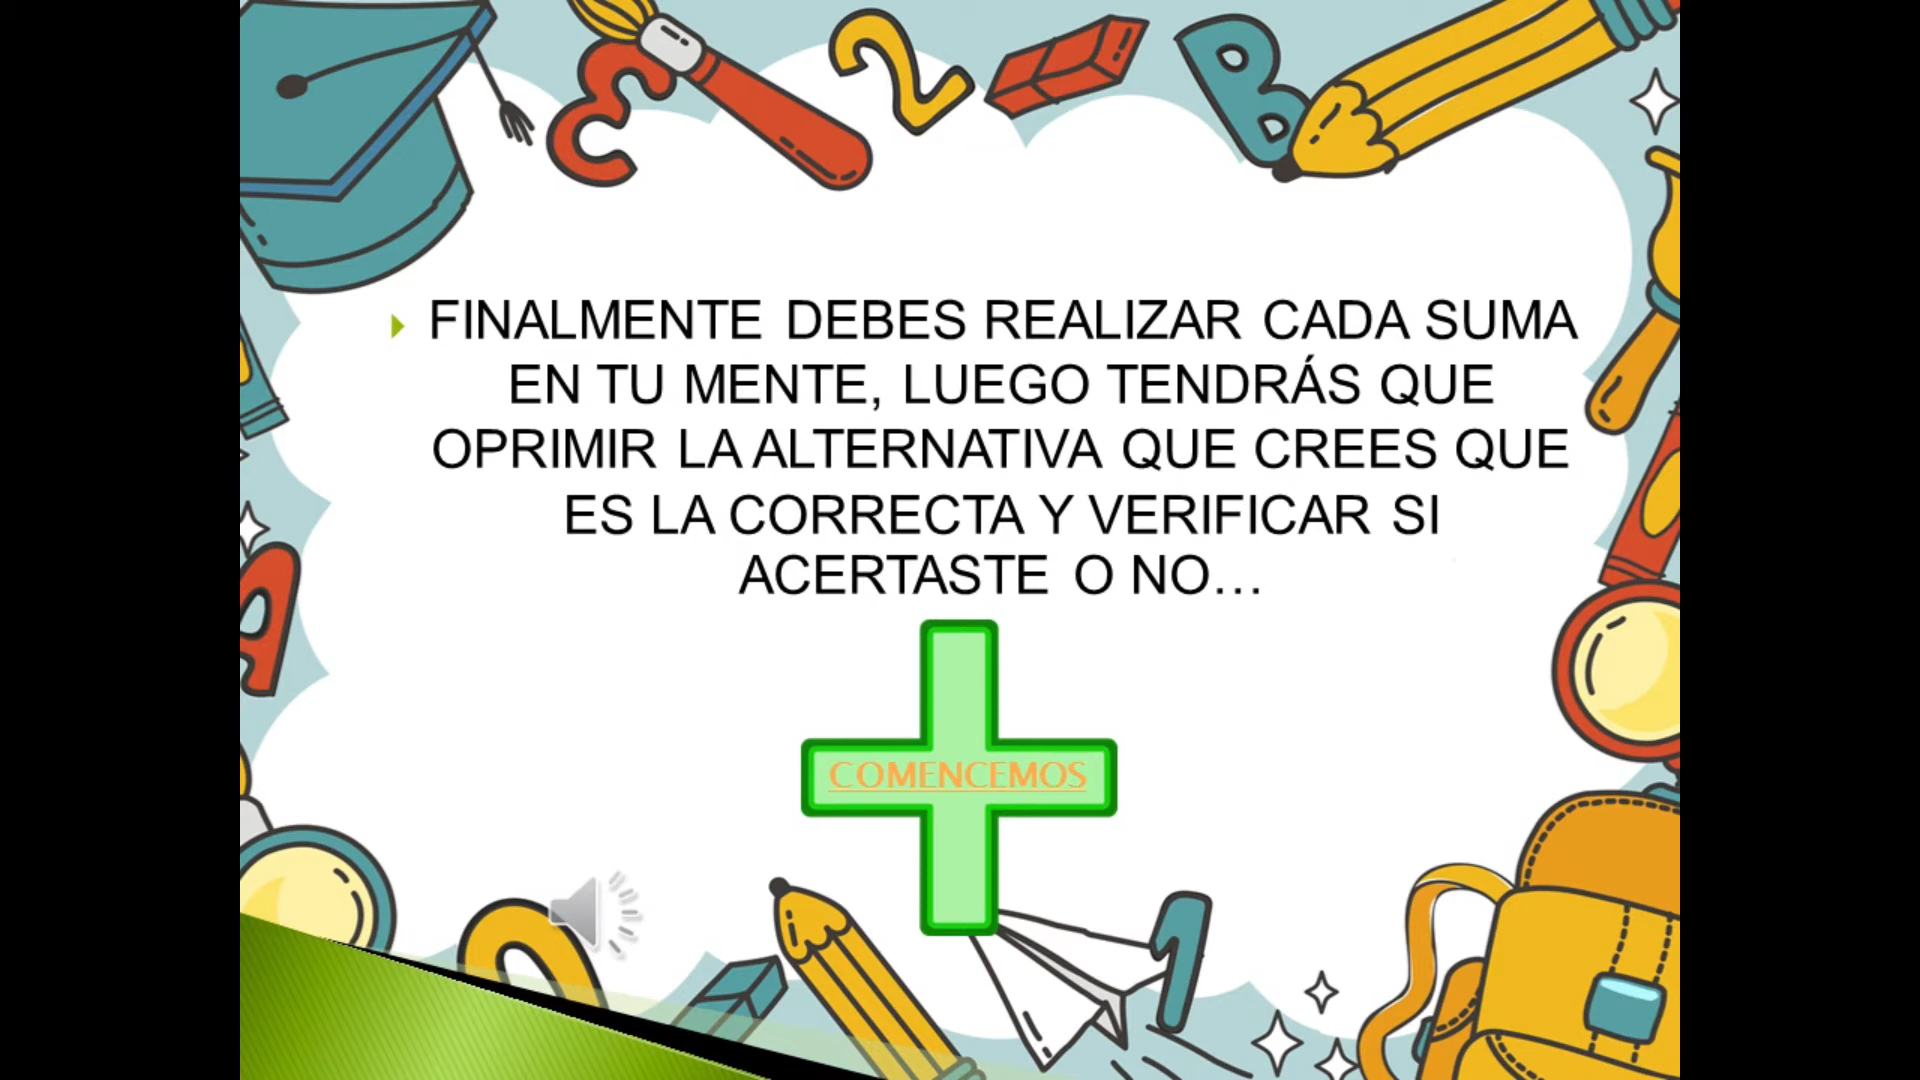 FINALMENTE DEBES REALIZAR CADA SUMA
EN TU MENTE, LUEGO TENDRÁS QUE
OPRIMIR LA ALTERNATIVA QUE CREES QUE
ES LA CORRECTA Y VERIFICAR SI
ACERTASTE O NO…
COMENCEMOS